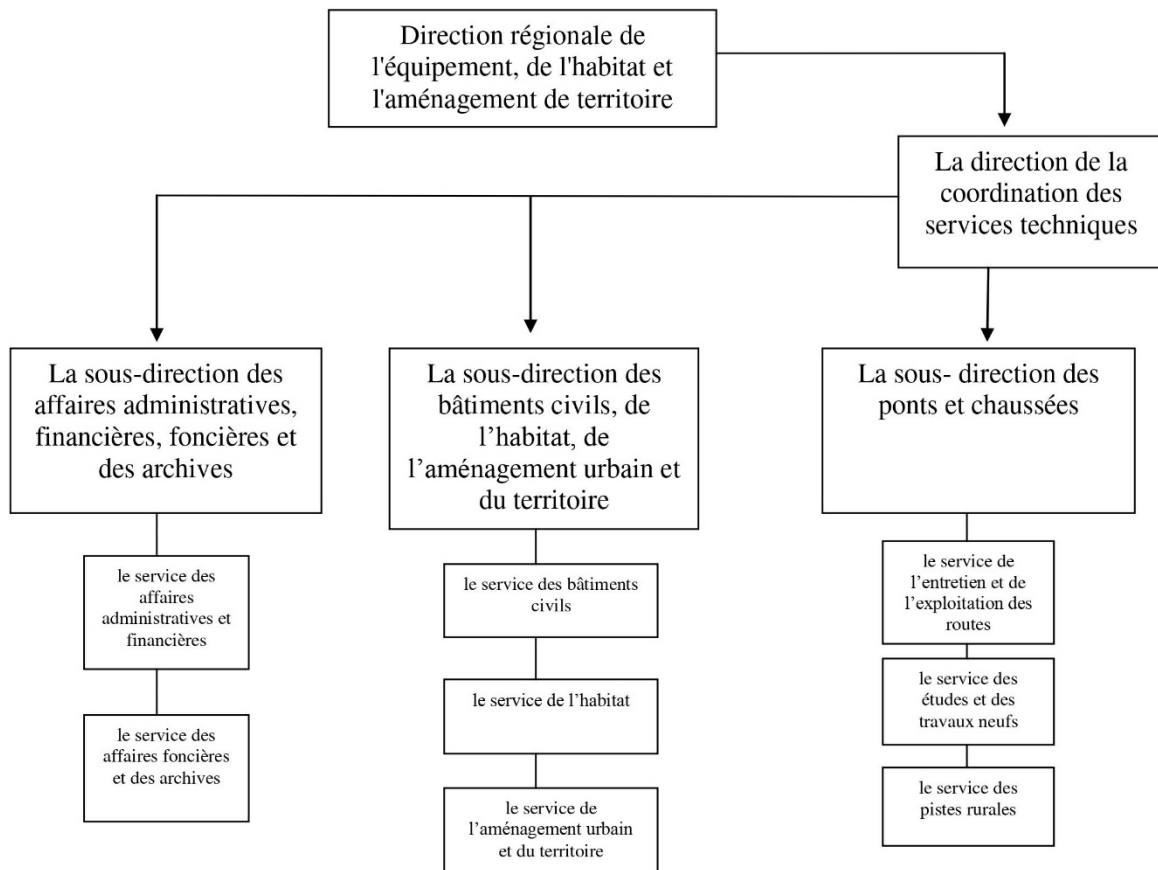 Direction régionale de
l'équipement, de l'habitat et
l'aménagement de territoire
La direction de la
coordination des
services techniques
La sous-direction des
affaires administratives,
financières, foncières et
des archives
La sous-direction des
bâtiments civils, de
l’habitat, de
l’aménagement urbain et
du territoire
La sous- direction des
ponts et chaussées
le service des
affaires
administratives et
financières
le service des
affaires foncières
et des archives
le service des bâtiments
civils
le service de l’habitat
le service de
l’aménagement urbain
et du territoire
le service de
l’entretien et de
l’exploitation des
routes
le service des
études et des
travaux neufs
le service des
pistes rurales